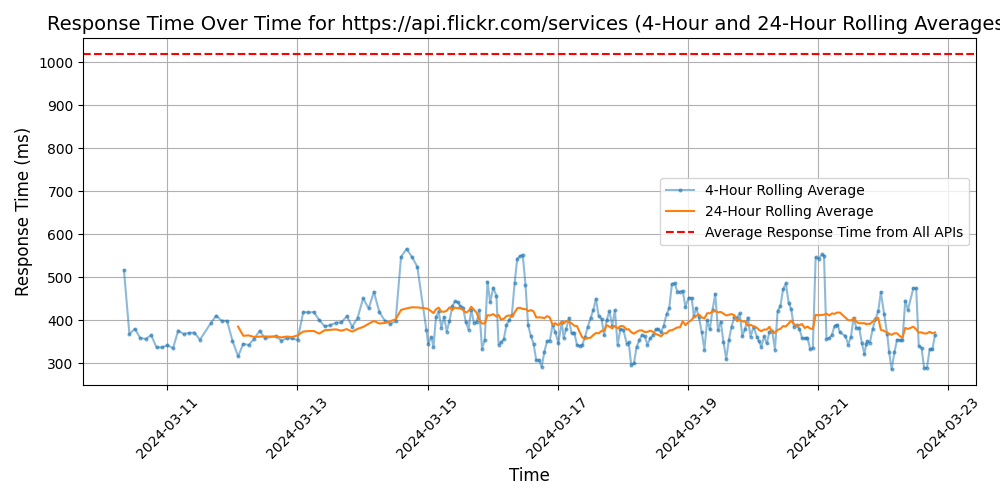 Response Time Over Time for https://api.flickr.com/services (4-Hour and 24-Hour Rolling Averages
Response Time (ms)
1000
900
800
700
600
500
400
300
4-Hour Rolling Average
24-Hour Rolling Average
Average Response Time from All APIs
2024-03-11
2024-03-13
2024-03-15
2024-03-17
2024-03-19
2024-03-21
2024-03-23
Time